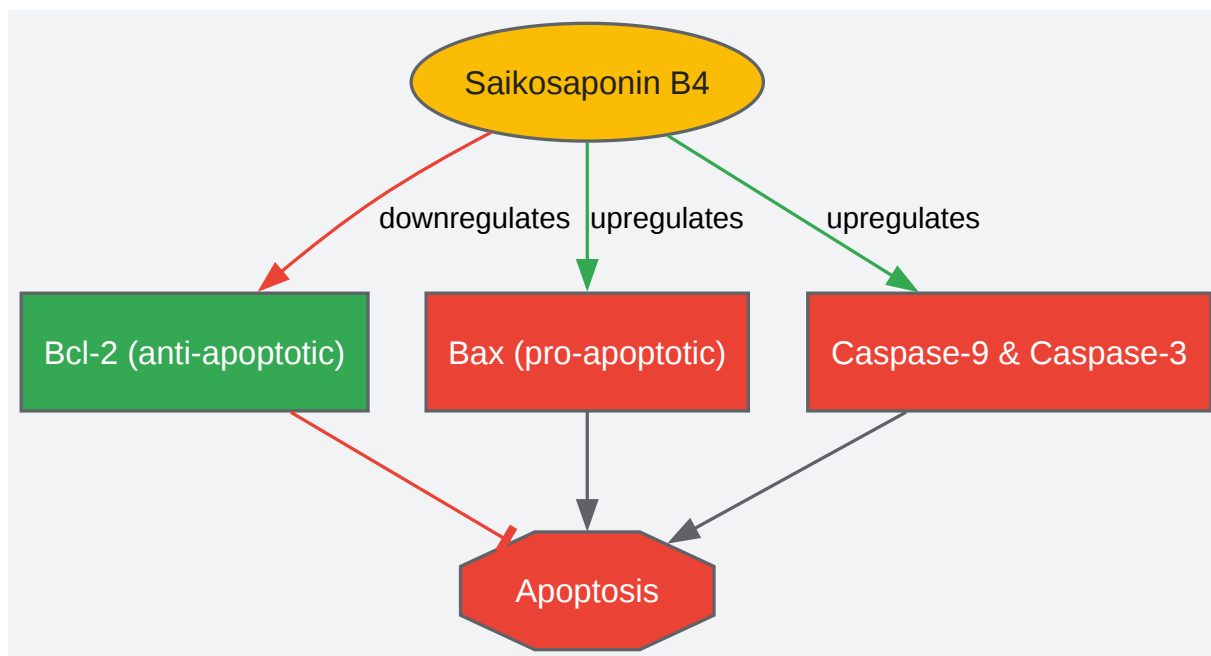 Saikosaponin B4
downregulates
upregulates
upregulates
Bcl-2 (anti-apoptotic)
Bax (pro-apoptotic)
Caspase-9 & Caspase-3
Apoptosis